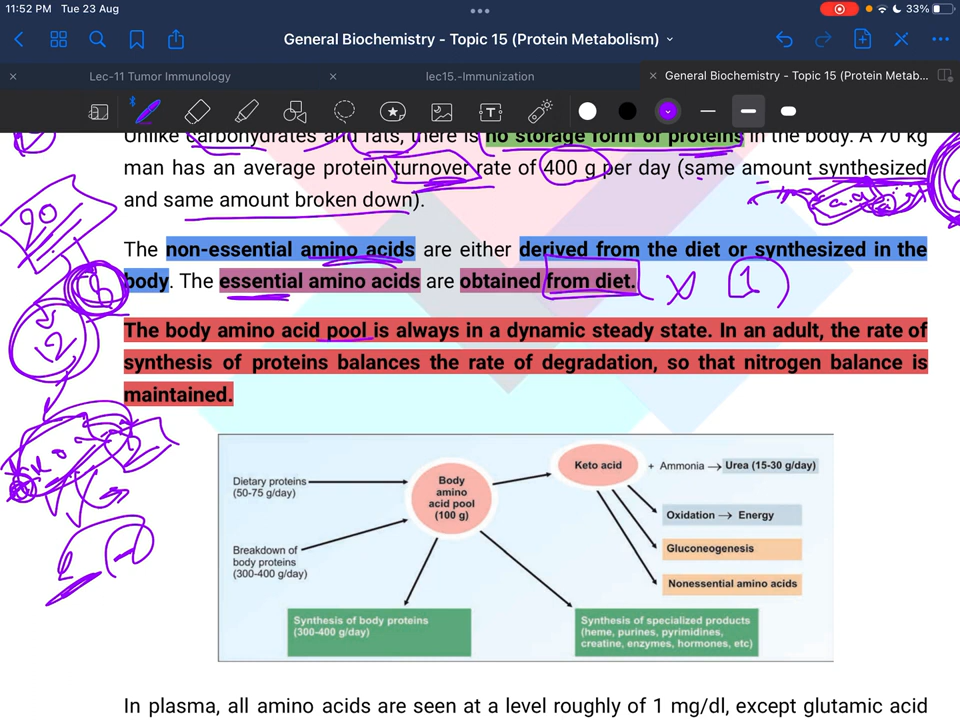 11:52 PM Tue 23 Aug
33%
General Biochemistry - Topic 15 (Protein Metabolism)
Lec-11 Tumor Immunology
lec15.-Immunization
General Biochemistry - Topic 15 (Protein Metab...
Unlike carbohydrates and fats, there is no storage form of proteins in the body. A 70 kg
man has an average protein turnover rate of 400 g per day (same amount synthesized
and same amount broken down).
20
The non-essential amino acids are either derived from the diet or synthesized in the
body. The essential amino acids are obtained from diet.
The body amino acid pool is always in a dynamic steady state. In an adult, the rate of
synthesis of proteins balances the rate of degradation, so that nitrogen balance is
maintained.
Dietary proteins
(50-75 g/day)
Breakdown of
body proteins
(300-400 g/day)
Body
amino
acid pool
(100 g)
Keto acid
+ Ammonia → Urea (15-30 g/day)
Oxidation → Energy
Gluconeogenesis
Nonessential amino acids
Synthesis of body proteins
(300-400 g/day)
Synthesis of specialized products
(heme, purines, pyrimidines,
creatine, enzymes, hormones, etc)
In plasma, all amino acids are seen at a level roughly of 1 mg/dl, except glutamic acid